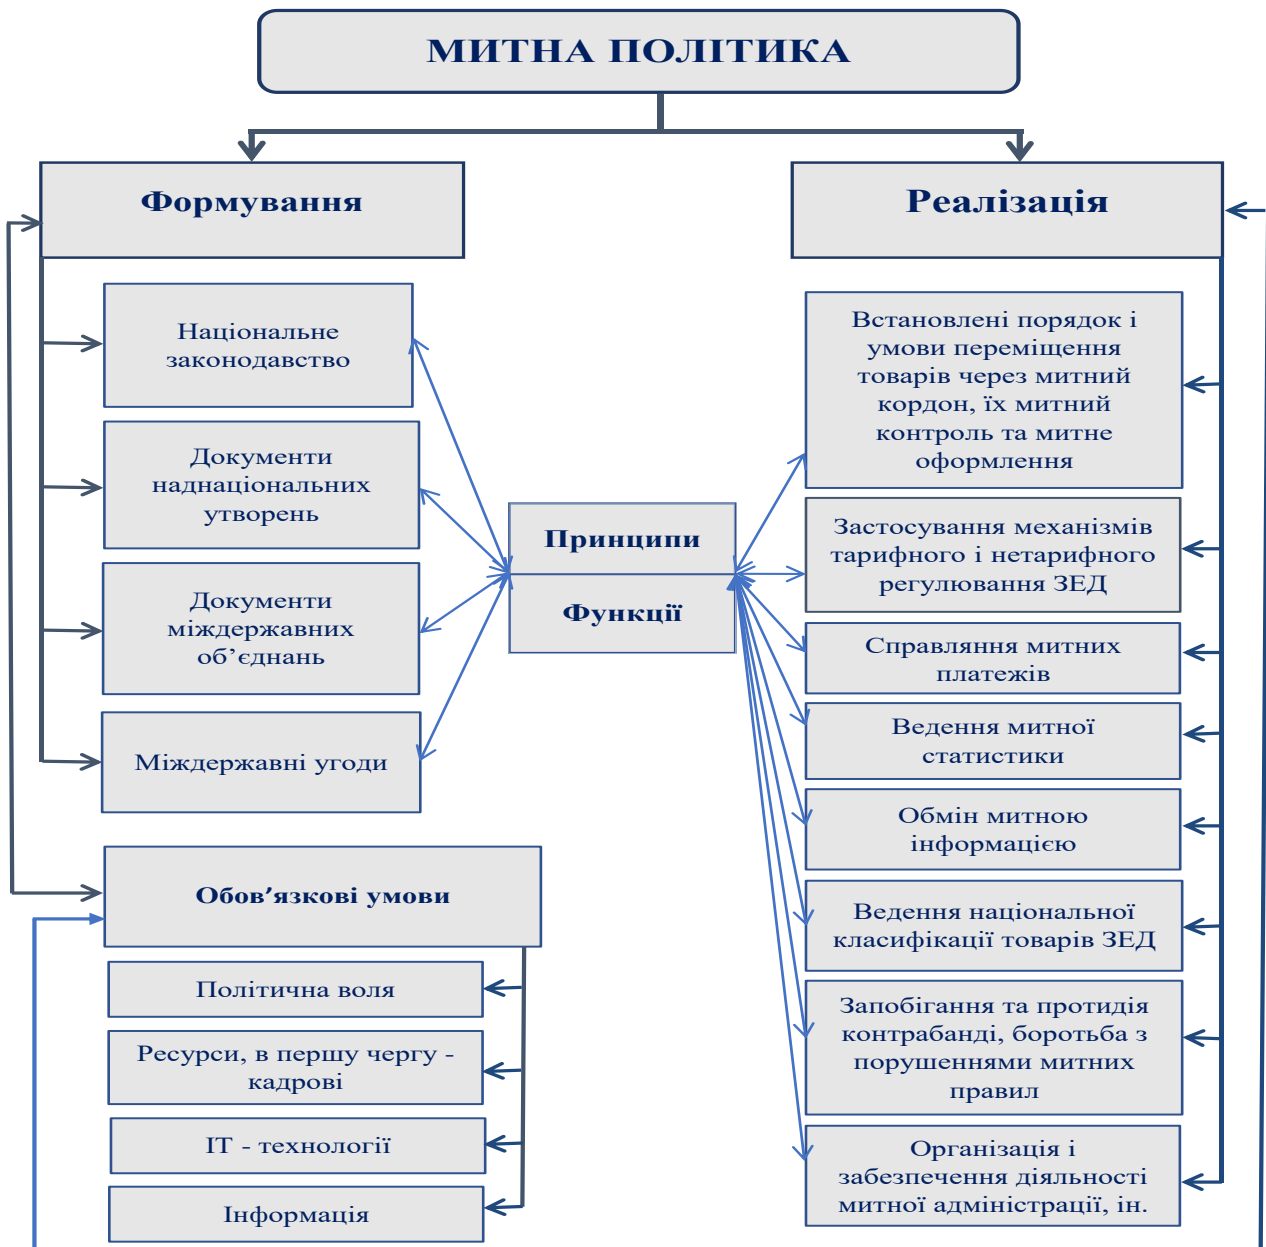 МИТНА ПОЛІТИКА
Формування
Національне
законодавство
Документи
наднаціональних
утворень
Документи
міждержавних
об’єднань
Міждержавні угоди
Обов’язкові умови
Політична воля
Ресурси, в першу чергу -
кадрові
ІТ - технології
Інформація
Принципи
Функції
Реалізація
Встановлені порядок і
умови переміщення
товарів через митний
кордон, їх митний
контроль та митне
оформлення
Застосування механізмів
тарифного і нетарифного
регулювання ЗЕД
Справляння митних
платежів
Ведення митної
статистики
Обмін митною
інформацією
Ведення національної
класифікації товарів ЗЕД
Запобігання та протидія
контрабанді, боротьба з
порушеннями митних
правил
Організація і
забезпечення діяльності
митної адміністрації, ін.